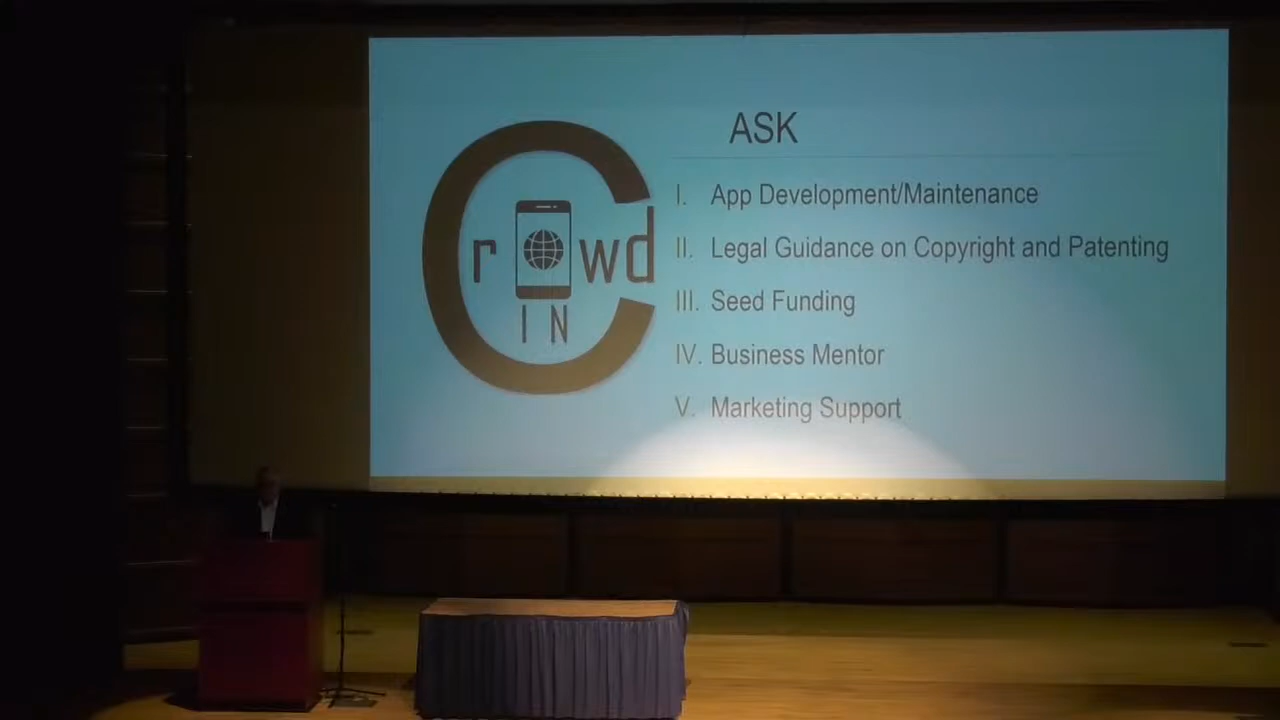 Crowd
IN
ASK
I. App Development/Maintenance
II. Legal Guidance on Copyright and Patenting
III. Seed Funding
IV. Business Mentor
V. Marketing Support